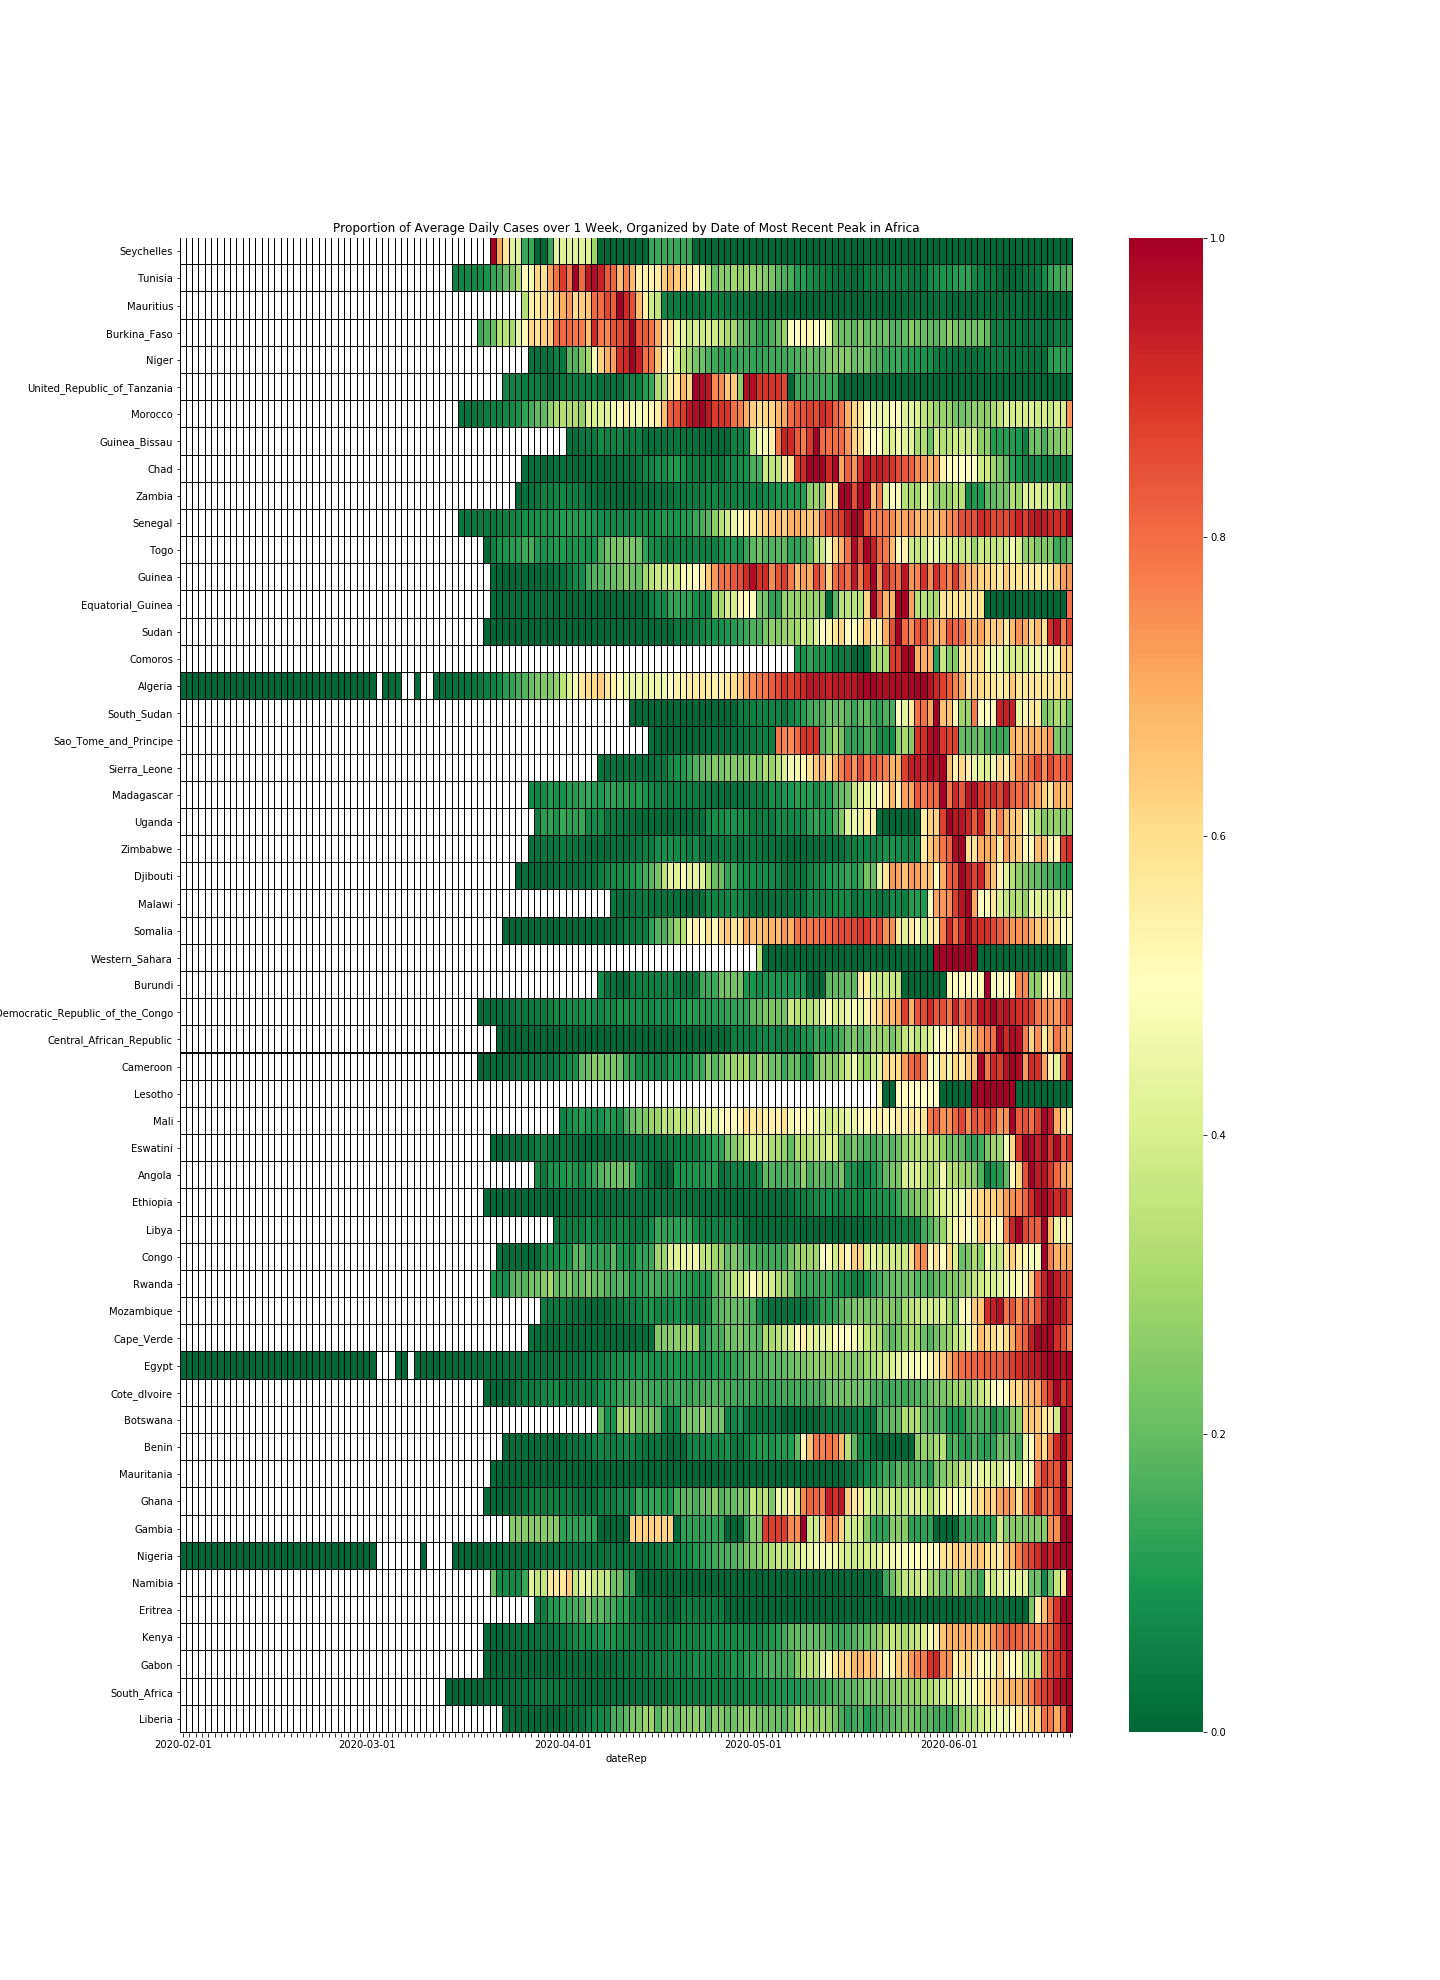 Proportion of Average Daily Cases over 1 Week, Organized by Date of Most Recent Peak in Africa
Seychelles
Tunisia
Mauritius
Burkina_Faso
Niger
United_Republic_of_Tanzania
Morocco
Guinea_Bissau
Chad
Zambia
Senegal
Togo
Guinea
Equatorial_Guinea
Sudan
Comoros
Algeria
South_Sudan
Sao_Tome_and_Principe
Sierra_Leone
Madagascar
Uganda
Zimbabwe
Djibouti
Malawi
Somalia
Western_Sahara
Burundi
Democratic_Republic_of_the_Congo
Central_African_Republic
Cameroon
Lesotho
Mali
Eswatini
Angola
Ethiopia
Libya
Congo
Rwanda
Mozambique
Cape_Verde
Egypt
Cote_dIvoire
Botswana
Benin
Mauritania
Ghana
Gambia
Nigeria
Namibia
Eritrea
Kenya
Gabon
South_Africa
Liberia
2020-02-01 2020-03-01 2020-04-01 2020-05-01 2020-06-01
dateRep
1.0
0.8
0.6
0.4
0.2
0.0